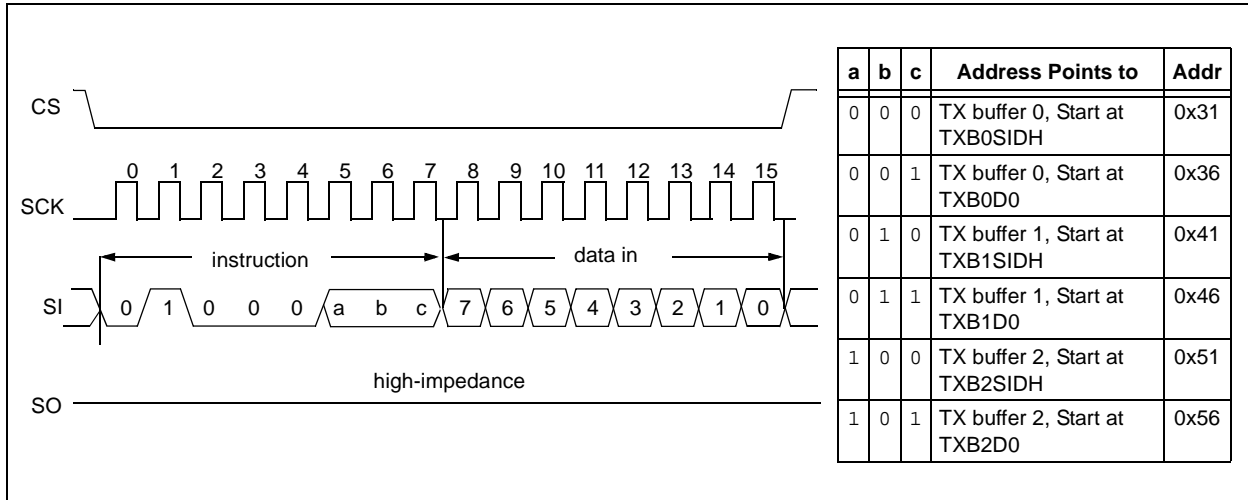 CS
0 1 2 3 4 5 6 7 8 9 10 11 12 13 14 15
SCK
instruction data in
SI 0 1 0 0 0 a b c 7 6 5 4 3 2 1 0
high-impedance
SO
a b c Address Points to Addr
0 0 0 TX buffer 0, Start at 0x31
TXB0SIDH
0 0 1 TX buffer 0, Start at 0x36
TXB0D0
0 1 0 TX buffer 1, Start at 0x41
TXB1SIDH
0 1 1 TX buffer 1, Start at 0x46
TXB1D0
1 0 0 TX buffer 2, Start at 0x51
TXB2SIDH
1 0 1 TX buffer 2, Start at 0x56
TXB2D0